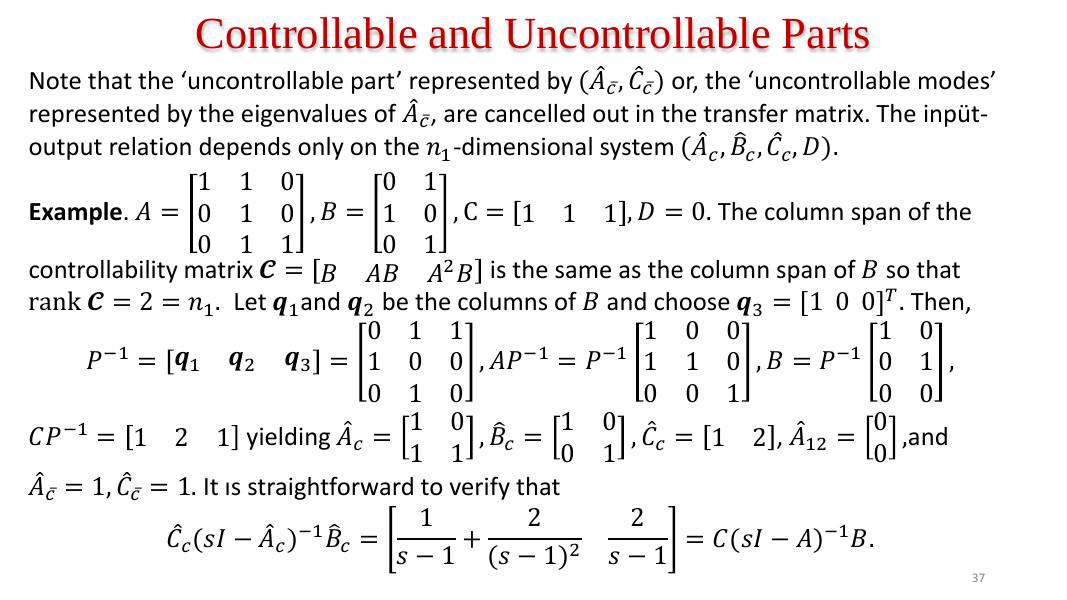 Controllable and Uncontrollable Parts
Note that the ‘uncontrollable part’ represented by (Â_c̄, Ĉ_c̄) or, the ‘uncontrollable modes’
represented by the eigenvalues of Â_c̄, are cancelled out in the transfer matrix. The inpüt-
output relation depends only on the n₁-dimensional system (Â_c, B̂_c, Ĉ_c, D).
Example. A = [1 1 0; 0 1 0; 0 1 1], B = [0 1; 1 0; 0 1], C = [1 1 1], D = 0. The column span of the
controllability matrix 𝓒 = [B AB A²B] is the same as the column span of B so that
rank 𝓒 = 2 = n₁. Let q₁and q₂ be the columns of B and choose q₃ = [1 0 0]ᵀ. Then,
P⁻¹ = [q₁ q₂ q₃] = [0 1 1; 1 0 0; 0 1 0], AP⁻¹ = P⁻¹ [1 0 0; 1 1 0; 0 0 1], B = P⁻¹ [1 0; 0 1; 0 0],
CP⁻¹ = [1 2 1] yielding Â_c = [1 0; 1 1], B̂_c = [1 0; 0 1], Ĉ_c = [1 2], Â₁₂ = [0; 0],and
Â_c̄ = 1, Ĉ_c̄ = 1. It ıs straightforward to verify that
Ĉ_c(sI − Â_c)⁻¹B̂_c = [1/(s − 1) + 2/(s − 1)² 2/(s − 1)] = C(sI − A)⁻¹B.
37